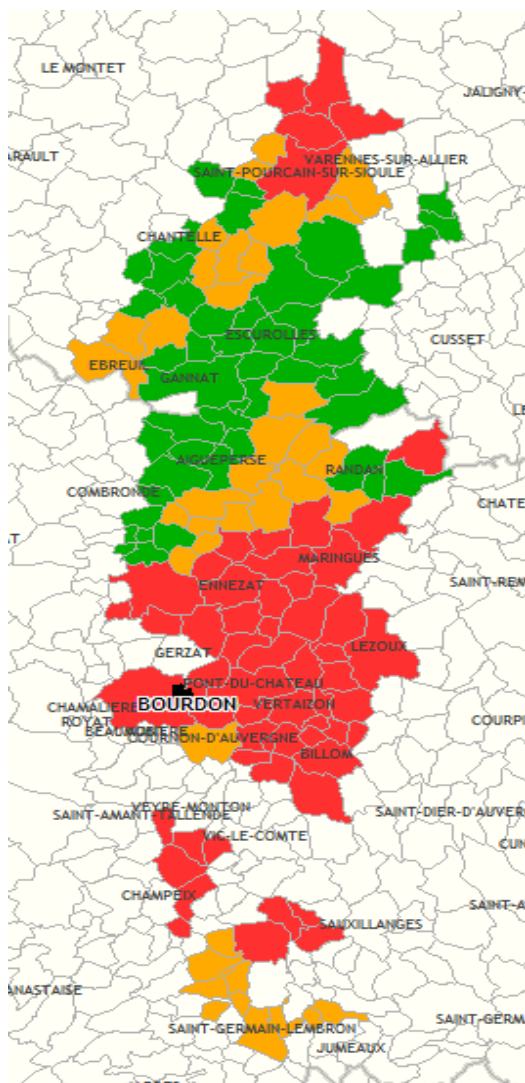 LE MONTET
JALIGNY-
ARAULT
VARENNES-SUR-ALLIER
SAINT-POURCAIN-SUR-SIOULE
CHANTELLE
ESCUROLLES
CUSSET
EBREUIL
GANNAT
LE
AIGUEPERSE
RANDAN
COMBRONDE
CHATE
AT
MARINGUES
ENNEZAT
SAINT-REM
LEZOUX
GERZAT
PONT-DU-CHATEAU
BOURDON
VERTAIZON
CHAMALIERE
ROYAT
COURPI
COURNON-D'AUVERGNE
BILLOM
VEYRE-MONTON
SAINT-AMANT-TALLENDE
SAINT-DIER-D'AUVER
VIC-LE-COMTE
CUN
CHAMPEIX
SAINT-A
SAUXILLANGES
ANASTAISE
SAINT-GERMAIN-LEMBRON
SAINT-GERM
JUMEAUX